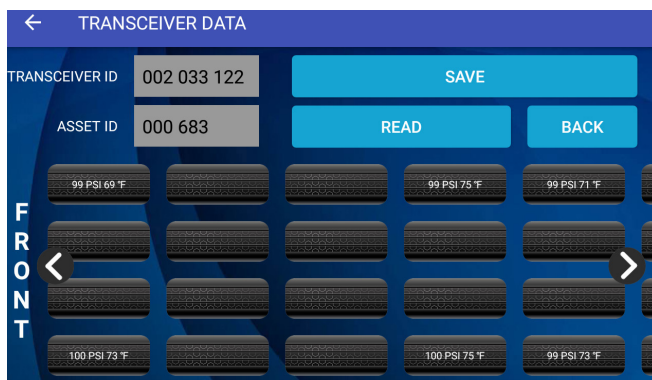 TRANSCEIVER DATA
TRANSCEIVER ID 002 033 122 SAVE
ASSET ID 000 683 READ BACK
99 PSI 69 °F 99 PSI 75 °F 99 PSI 71 °F
FRONT
100 PSI 73 °F 100 PSI 75 °F 99 PSI 73 °F